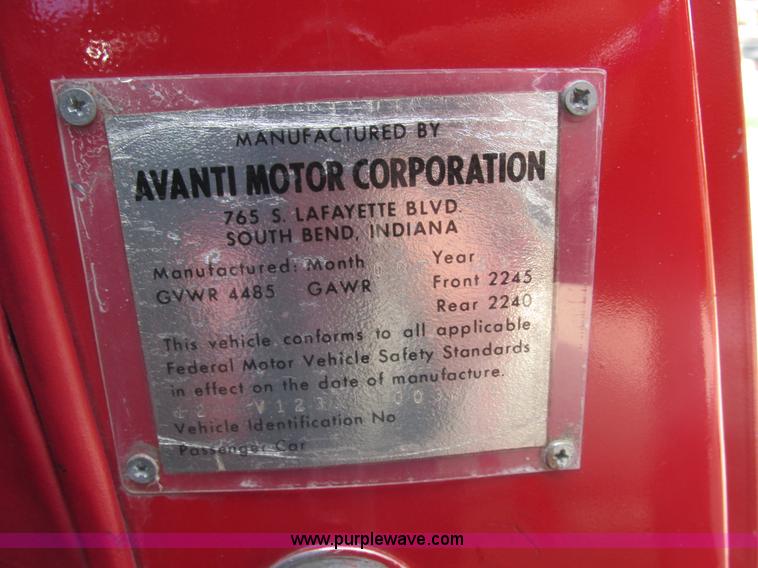 MANUFACTURED BY
AVANTI MOTOR CORPORATION
765 S. LAFAYETTE BLVD.
SOUTH BEND, INDIANA
Manufactured: Month Year
GVWR 4485 GAWR Front 2245
Rear 2240
This vehicle conforms to all applicable
Federal Motor Vehicle Safety Standards
in effect on the date of manufacture.
Vehicle Identification No
Passenger Car
www.purplewave.com